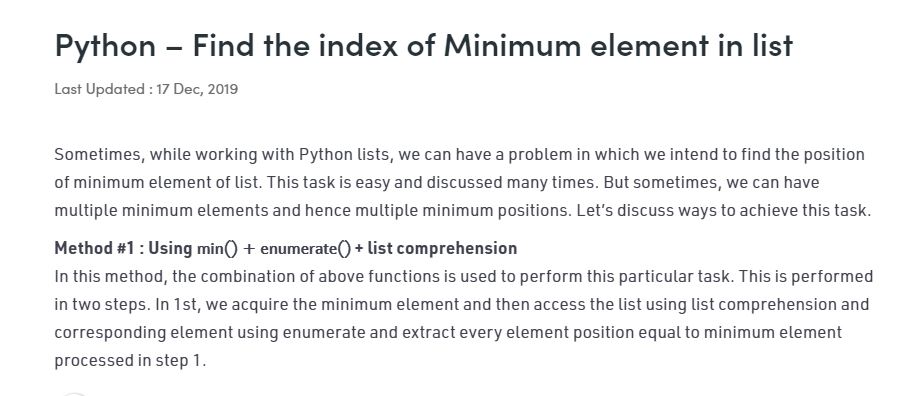 Python – Find the index of Minimum element in list
Last Updated : 17 Dec, 2019
Sometimes, while working with Python lists, we can have a problem in which we intend to find the position
of minimum element of list. This task is easy and discussed many times. But sometimes, we can have
multiple minimum elements and hence multiple minimum positions. Let’s discuss ways to achieve this task.
Method #1 : Using min() + enumerate() + list comprehension
In this method, the combination of above functions is used to perform this particular task. This is performed
in two steps. In 1st, we acquire the minimum element and then access the list using list comprehension and
corresponding element using enumerate and extract every element position equal to minimum element
processed in step 1.